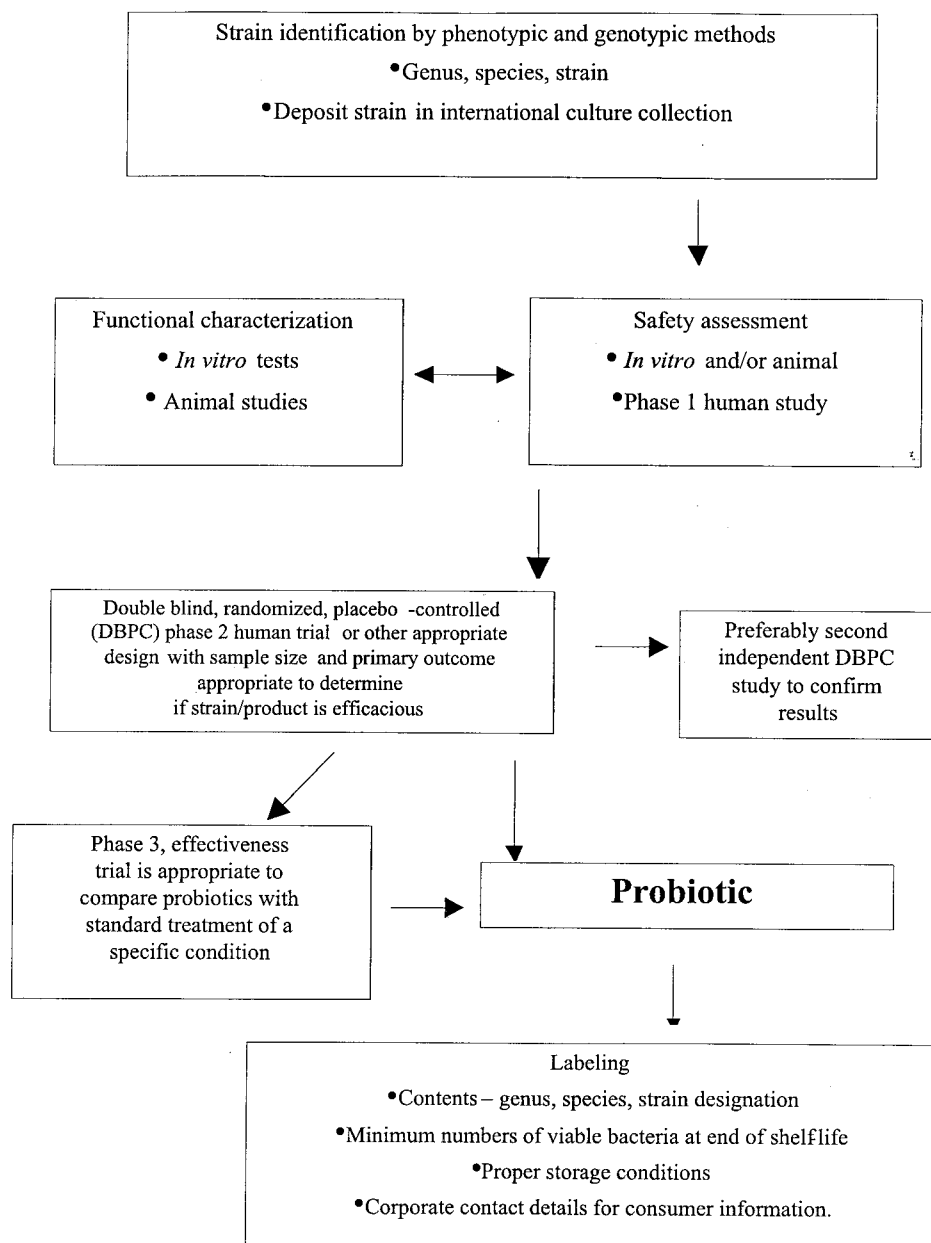 Strain identification by phenotypic and genotypic methods
•Genus, species, strain
•Deposit strain in international culture collection
Functional characterization
• In vitro tests
• Animal studies
Safety assessment
• In vitro and/or animal
•Phase 1 human study
Double blind, randomized, placebo -controlled
(DBPC) phase 2 human trial or other appropriate
design with sample size and primary outcome
appropriate to determine
if strain/product is efficacious
Preferably second
independent DBPC
study to confirm
results
Phase 3, effectiveness
trial is appropriate to
compare probiotics with
standard treatment of a
specific condition
Probiotic
Labeling
•Contents – genus, species, strain designation
•Minimum numbers of viable bacteria at end of shelf life
•Proper storage conditions
•Corporate contact details for consumer information.